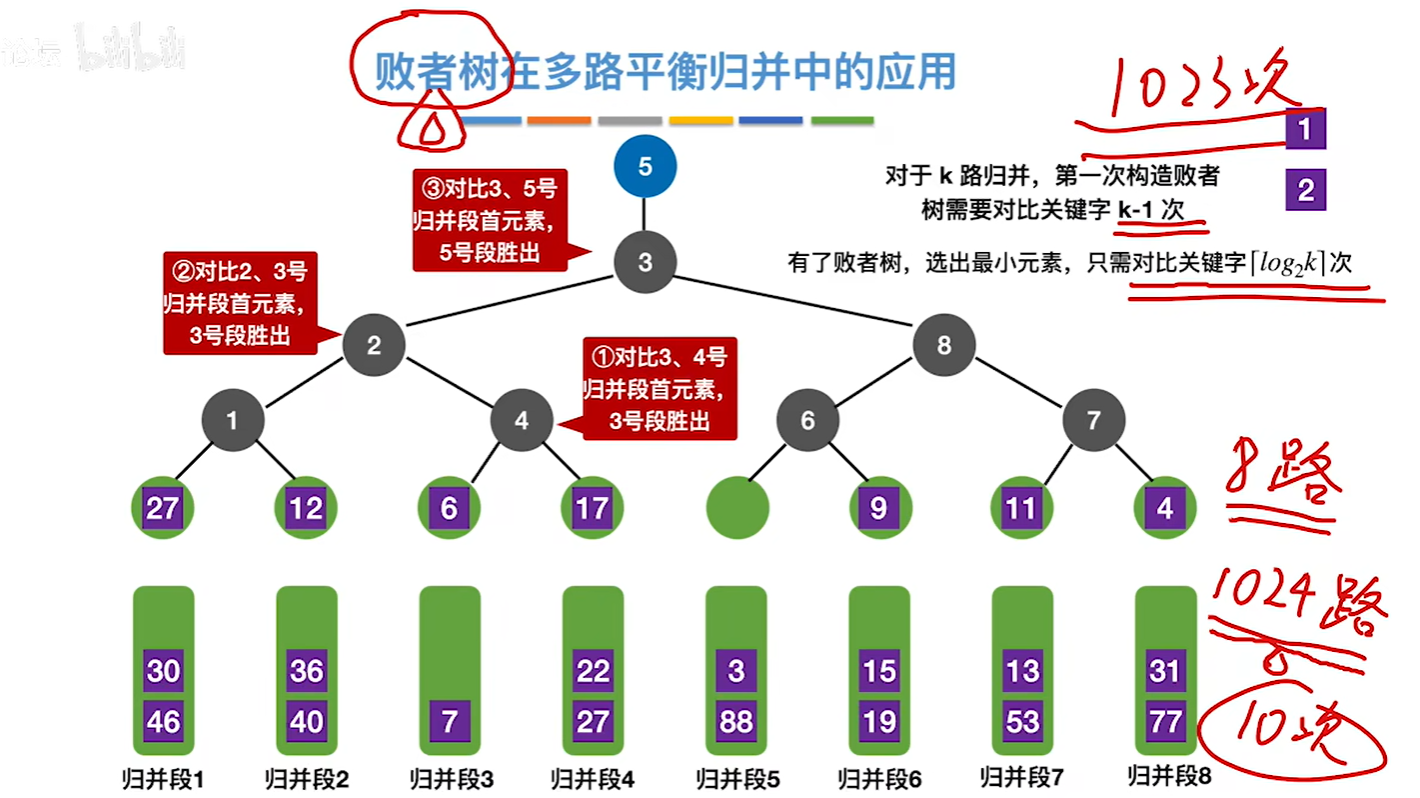 论坛 bilibili
败者树在多路平衡归并中的应用
1023次
1
2
5
对于 k 路归并，第一次构造败者
树需要对比关键字 k-1 次
有了败者树，选出最小元素，只需对比关键字⌈log₂k⌉次
③对比3、5号
归并段首元素，
5号段胜出
3
②对比2、3号
归并段首元素，
3号段胜出
2
8
①对比3、4号
归并段首元素，
3号段胜出
1
4
6
7
27 12 6 17 9 11 4
8路
1024路
10次
30 36 22 3 15 13 31
46 40 7 27 88 19 53 77
归并段1 归并段2 归并段3 归并段4 归并段5 归并段6 归并段7 归并段8